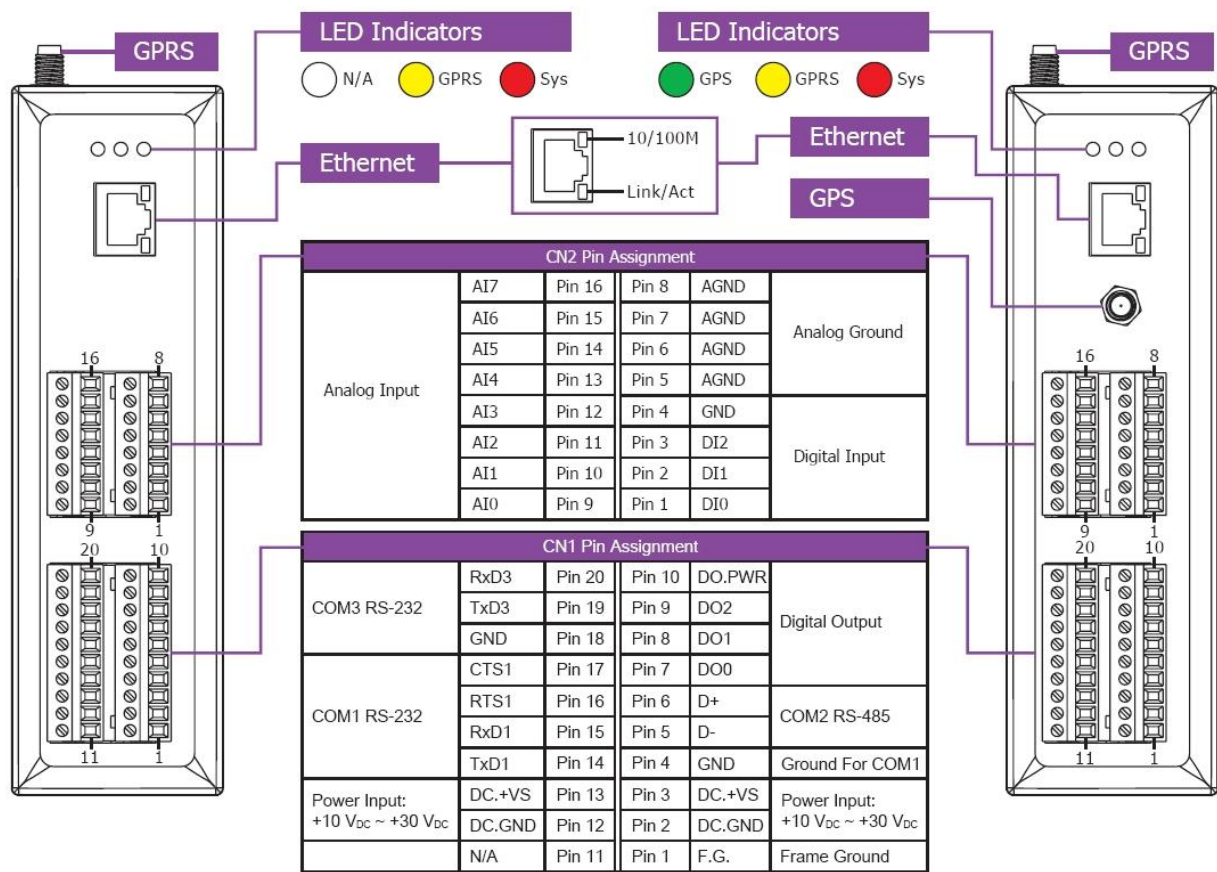 GPRS
LED Indicators
LED Indicators
GPRS
N/A GPRS Sys
GPS GPRS Sys
Ethernet
10/100M
Link/Act
Ethernet
GPS
CN2 Pin Assignment
Analog Input
AI7 Pin 16 Pin 8 AGND
AI6 Pin 15 Pin 7 AGND
Analog Ground
AI5 Pin 14 Pin 6 AGND
AI4 Pin 13 Pin 5 AGND
AI3 Pin 12 Pin 4 GND
AI2 Pin 11 Pin 3 DI2
Digital Input
AI1 Pin 10 Pin 2 DI1
AI0 Pin 9 Pin 1 DI0
CN1 Pin Assignment
RxD3 Pin 20 Pin 10 DO.PWR
COM3 RS-232 TxD3 Pin 19 Pin 9 DO2
Digital Output
GND Pin 18 Pin 8 DO1
CTS1 Pin 17 Pin 7 DO0
COM1 RS-232
RTS1 Pin 16 Pin 6 D+
COM2 RS-485
RxD1 Pin 15 Pin 5 D-
TxD1 Pin 14 Pin 4 GND Ground For COM1
Power Input:
+10 VDC ~ +30 VDC
DC.+VS Pin 13 Pin 3 DC.+VS
DC.GND Pin 12 Pin 2 DC.GND
Power Input:
+10 VDC ~ +30 VDC
N/A Pin 11 Pin 1 F.G. Frame Ground
16 8
9 1
20 10
11 1
16 8
9 1
20 10
11 1